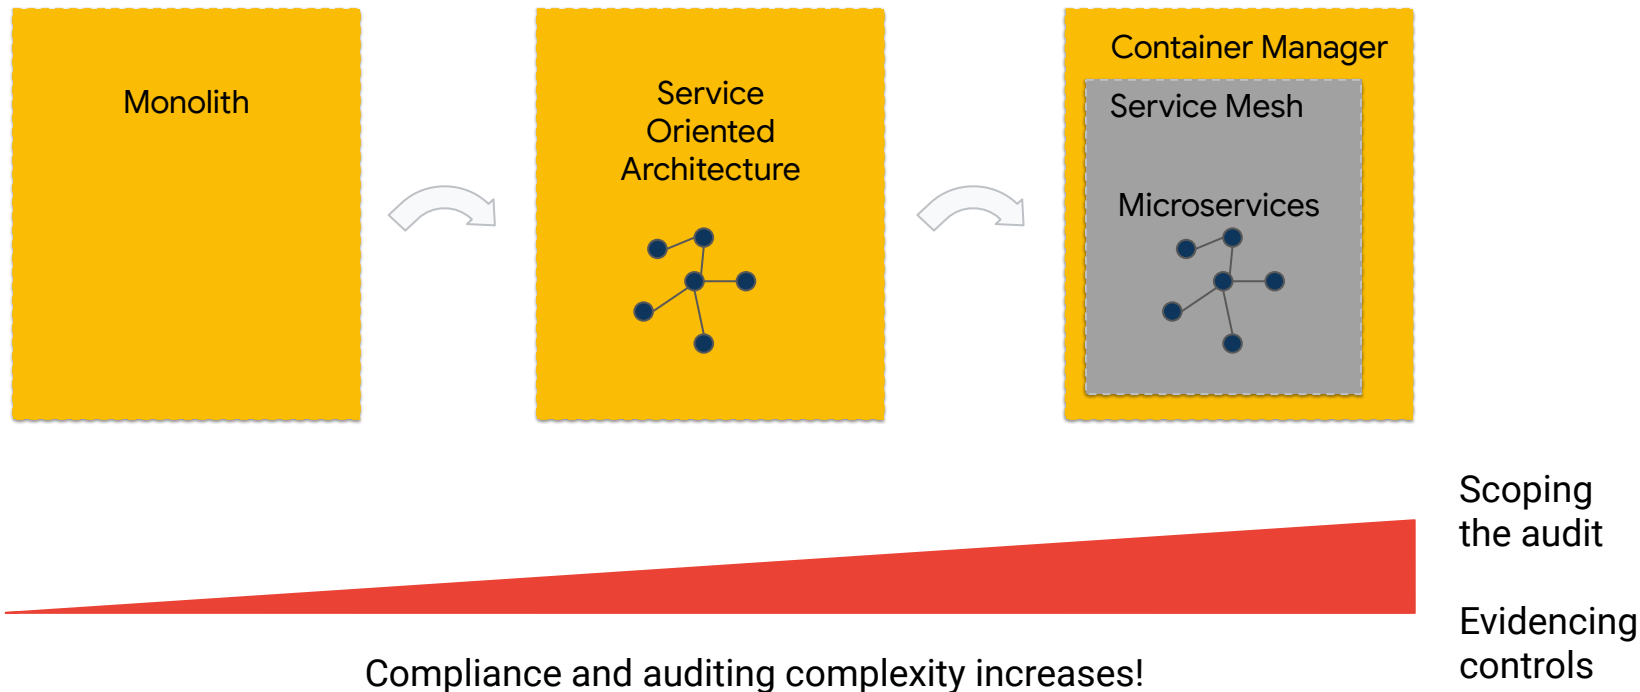 Monolith
Service
Oriented
Architecture
Container Manager
Service Mesh
Microservices
Scoping
the audit
Evidencing
controls
Compliance and auditing complexity increases!